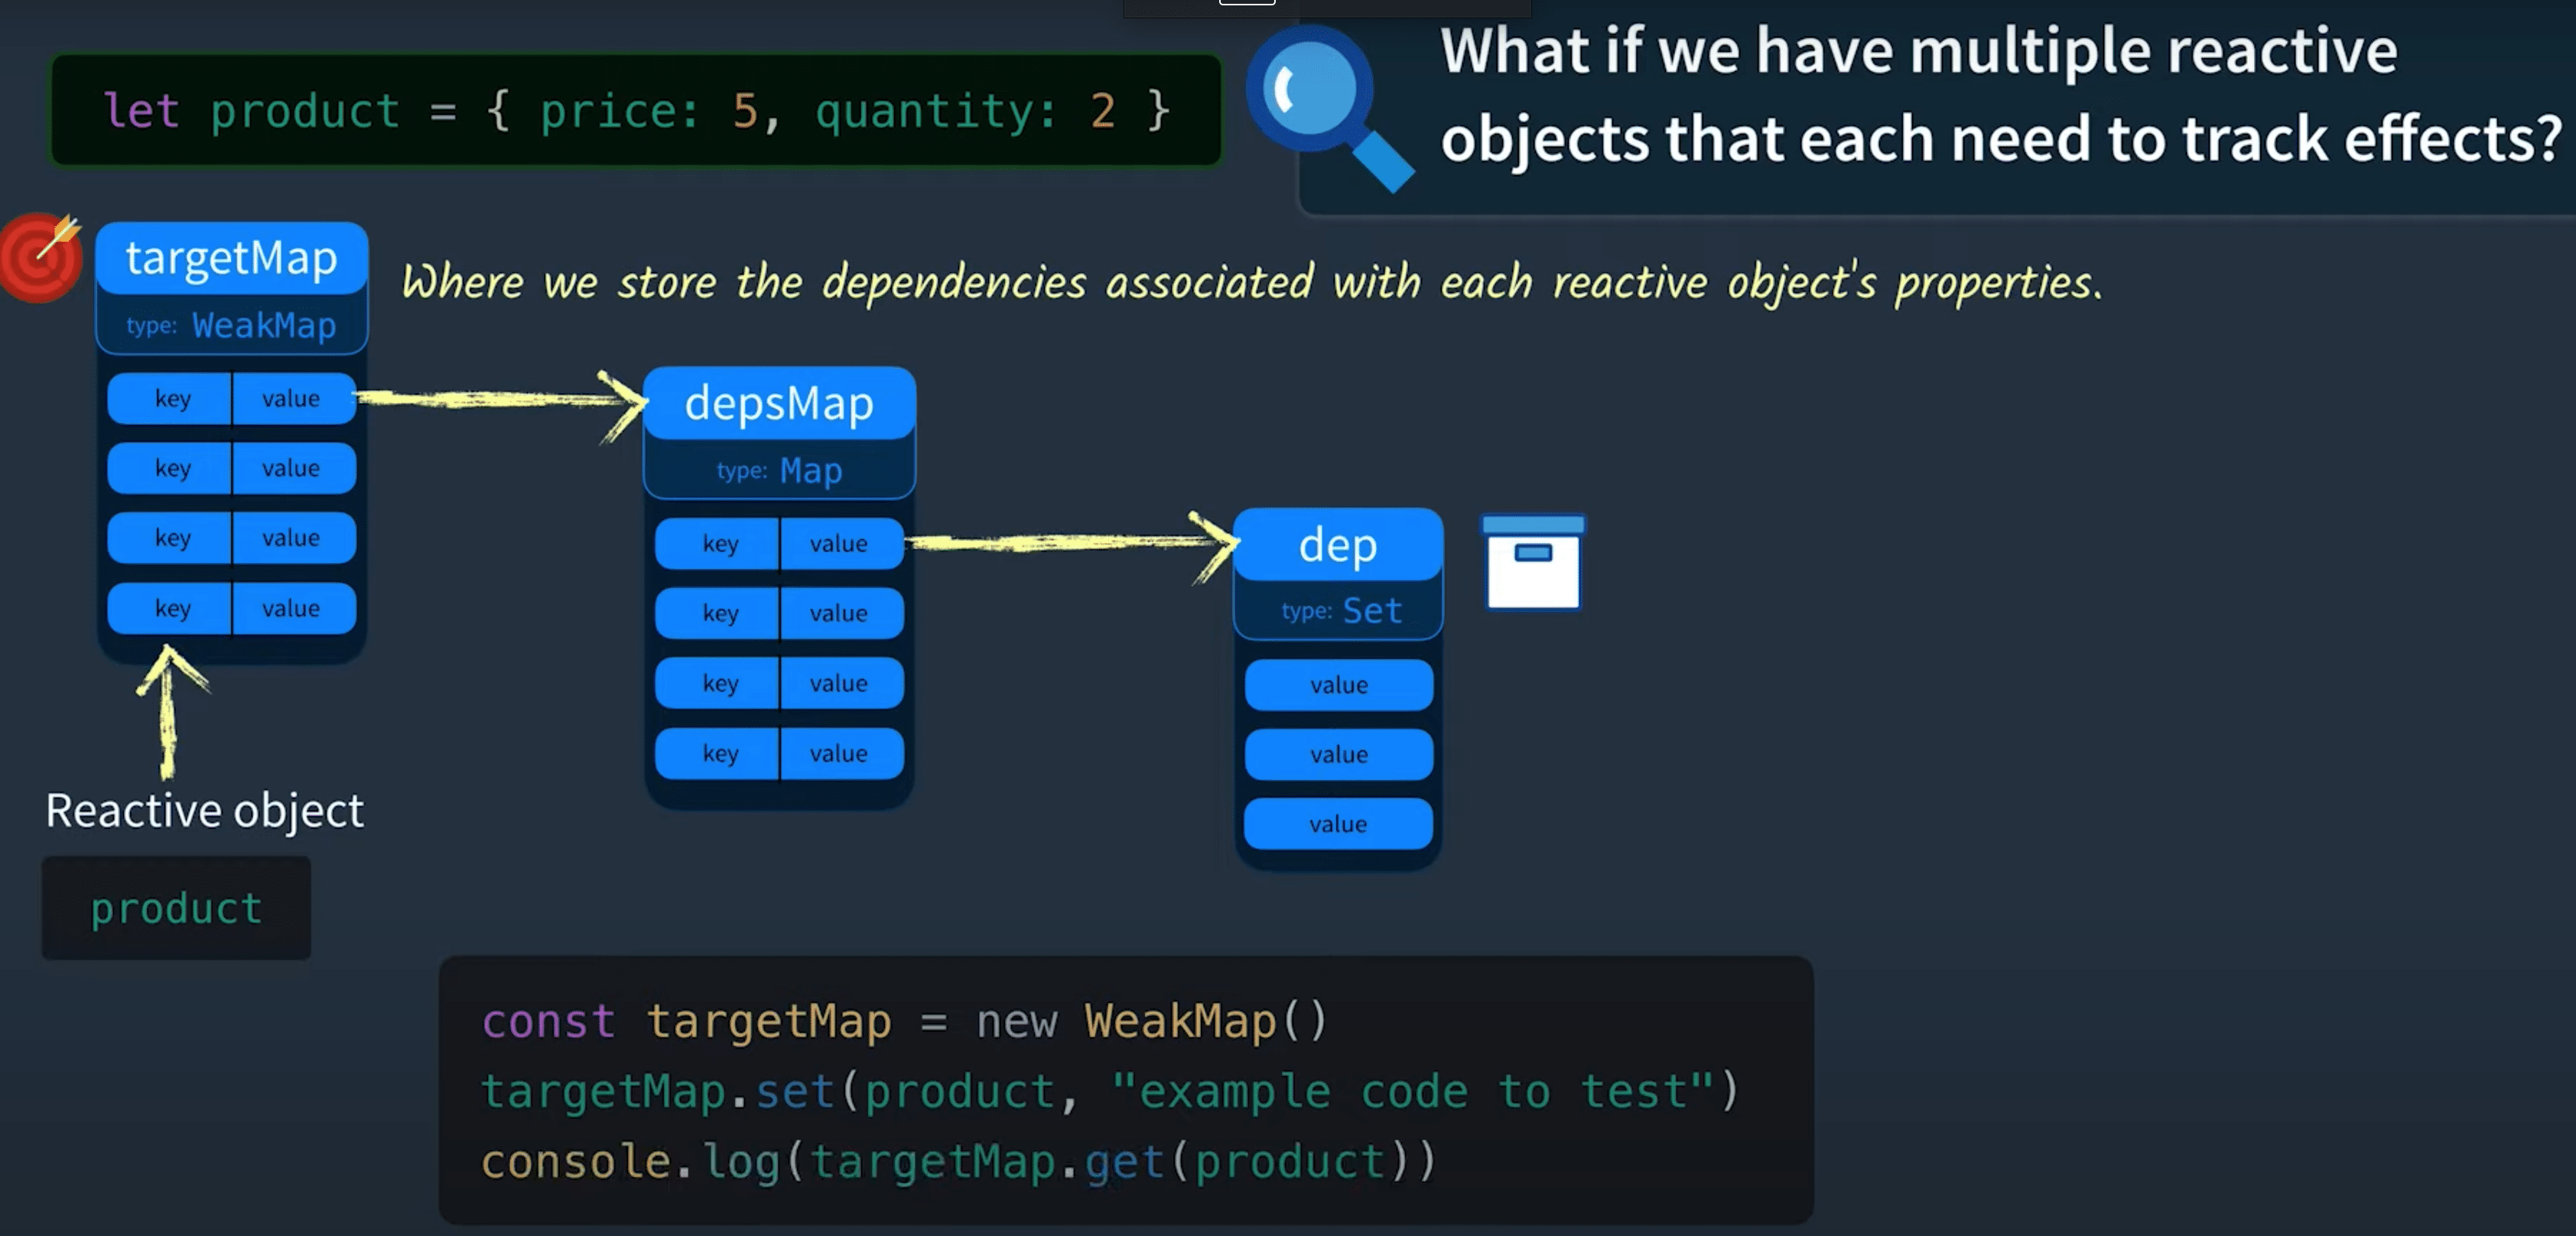 let product = { price: 5, quantity: 2 }
What if we have multiple reactive
objects that each need to track effects?
targetMap
type: WeakMap
Where we store the dependencies associated with each reactive object's properties.
key value
key value
key value
key value
depsMap
type: Map
key value
key value
key value
key value
dep
type: Set
value
value
value
Reactive object
product
const targetMap = new WeakMap()
targetMap.set(product, "example code to test")
console.log(targetMap.get(product))